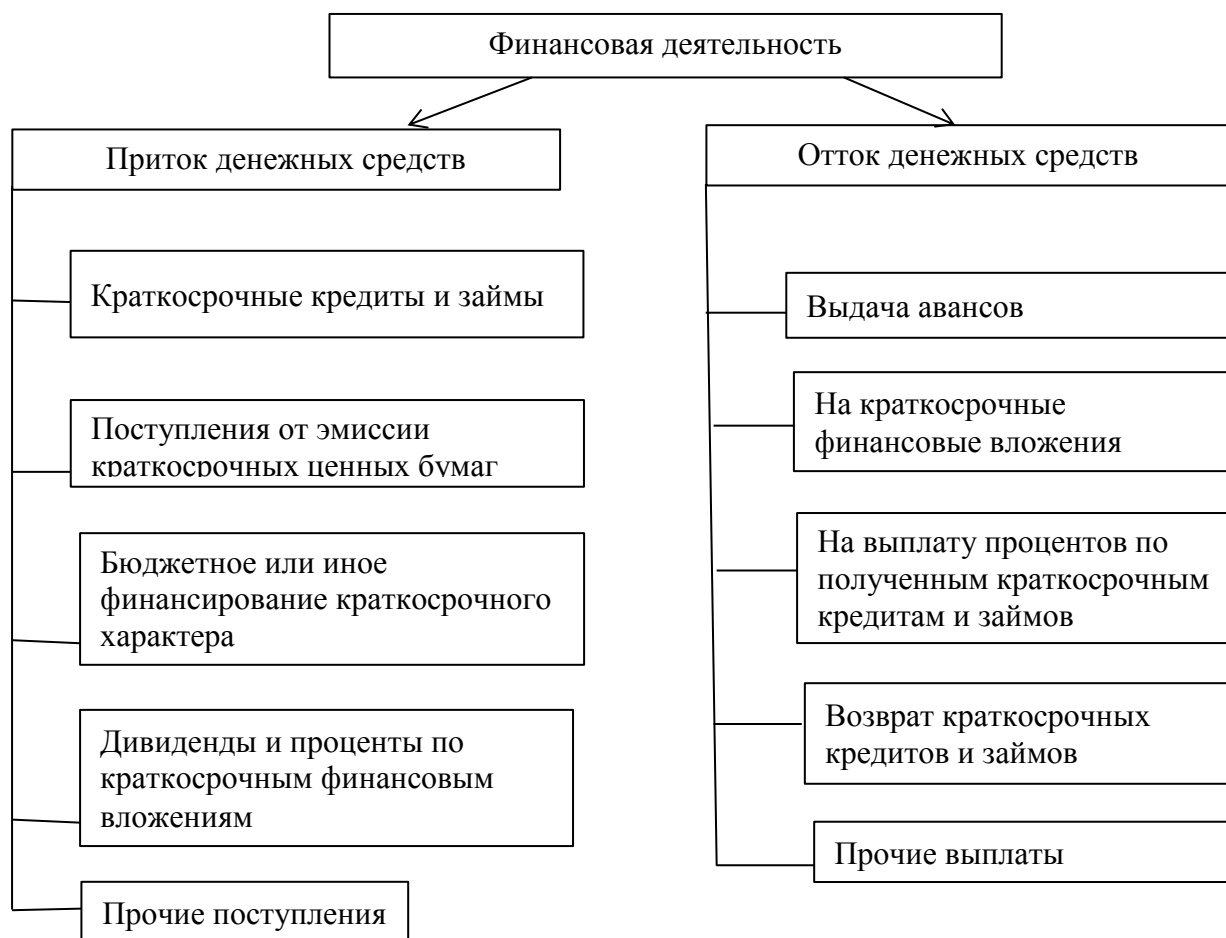 Финансовая деятельность
Приток денежных средств
Отток денежных средств
Краткосрочные кредиты и займы
Поступления от эмиссии
краткосрочных ценных бумаг
Бюджетное или иное
финансирование краткосрочного
характера
Дивиденды и проценты по
краткосрочным финансовым
вложениям
Прочие поступления
Выдача авансов
На краткосрочные
финансовые вложения
На выплату процентов по
полученным краткосрочным
кредитам и займов
Возврат краткосрочных
кредитов и займов
Прочие выплаты